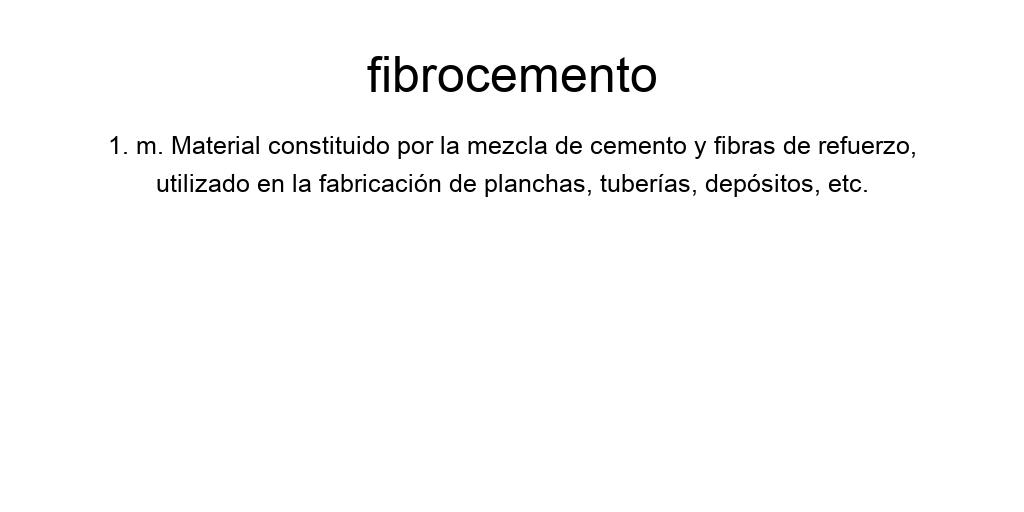 fibrocemento
1. m. Material constituido por la mezcla de cemento y fibras de refuerzo,
utilizado en la fabricación de planchas, tuberías, depósitos, etc.